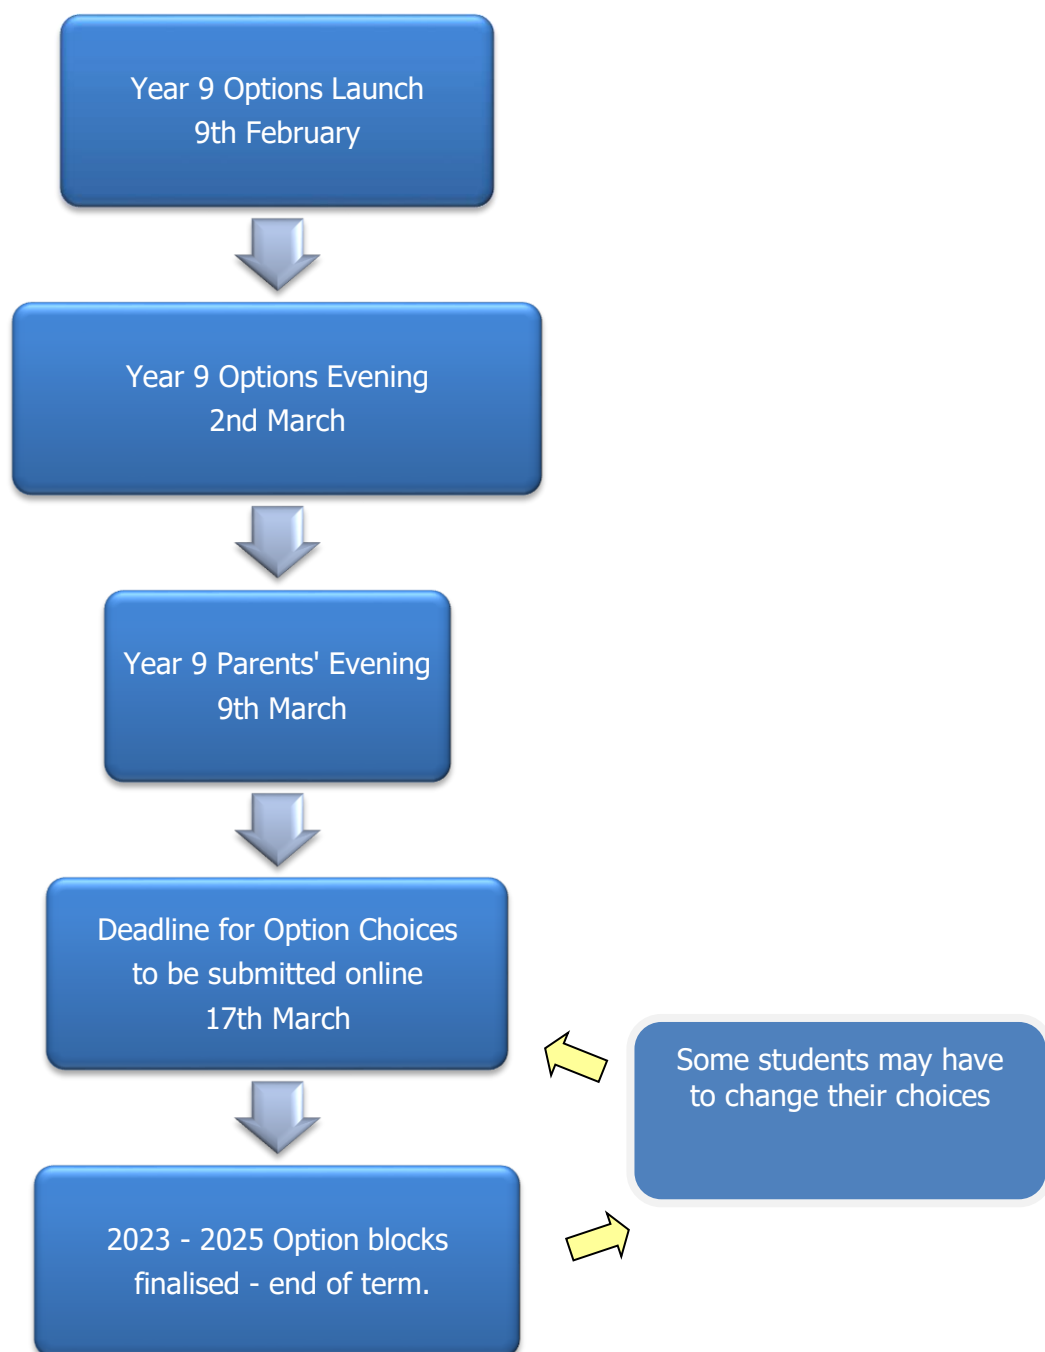 Year 9 Options Launch
9th February
Year 9 Options Evening
2nd March
Year 9 Parents' Evening
9th March
Deadline for Option Choices
to be submitted online
17th March
Some students may have
to change their choices
2023 - 2025 Option blocks
finalised - end of term.